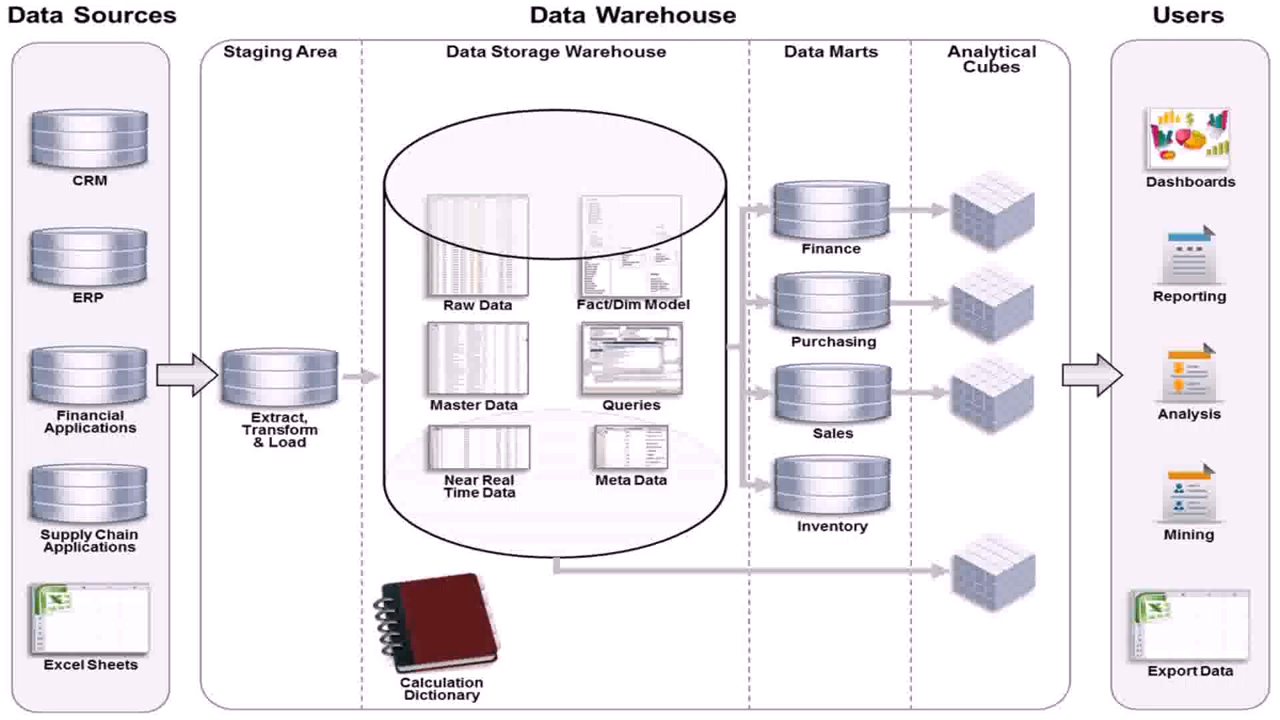 Data Sources
Data Warehouse
Users
Staging Area
Data Storage Warehouse
Data Marts
Analytical
Cubes
CRM
ERP
Financial
Applications
Supply Chain
Applications
Excel Sheets
Extract,
Transform
& Load
Raw Data
Fact/Dim Model
Master Data
Queries
Near Real
Time Data
Meta Data
Calculation
Dictionary
Finance
Purchasing
Sales
Inventory
Dashboards
Reporting
Analysis
Mining
Export Data